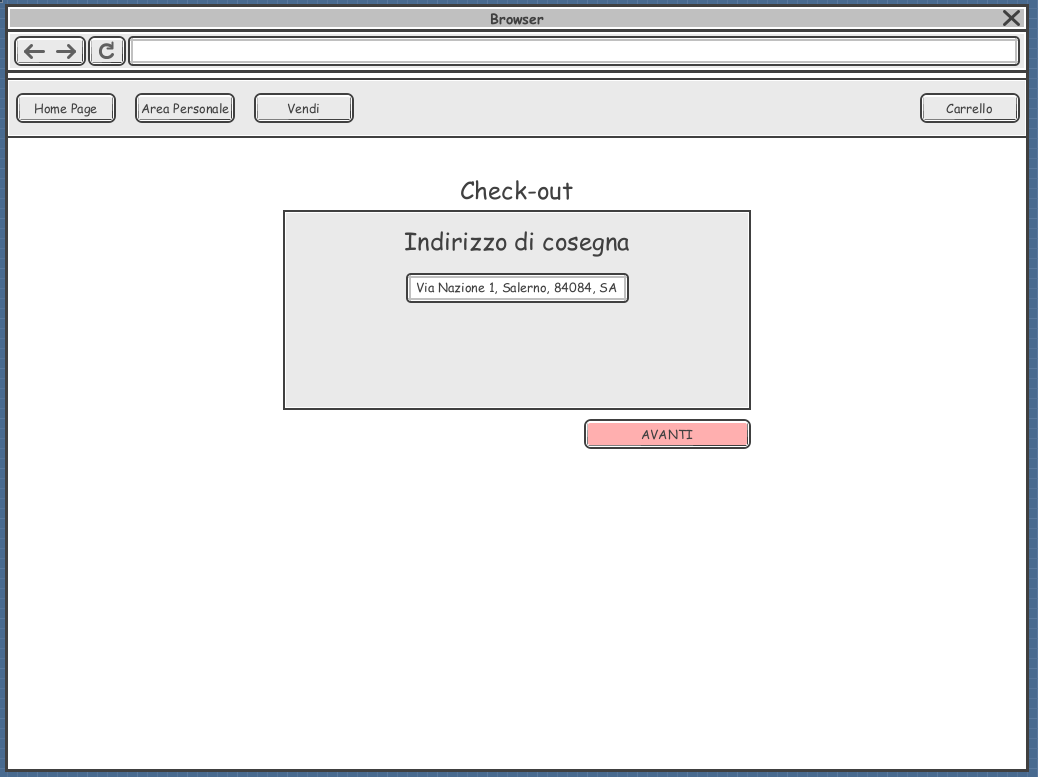 Browser
Home Page Area Personale Vendi Carrello
Check-out
Indirizzo di cosegna
Via Nazione 1, Salerno, 84084, SA
AVANTI